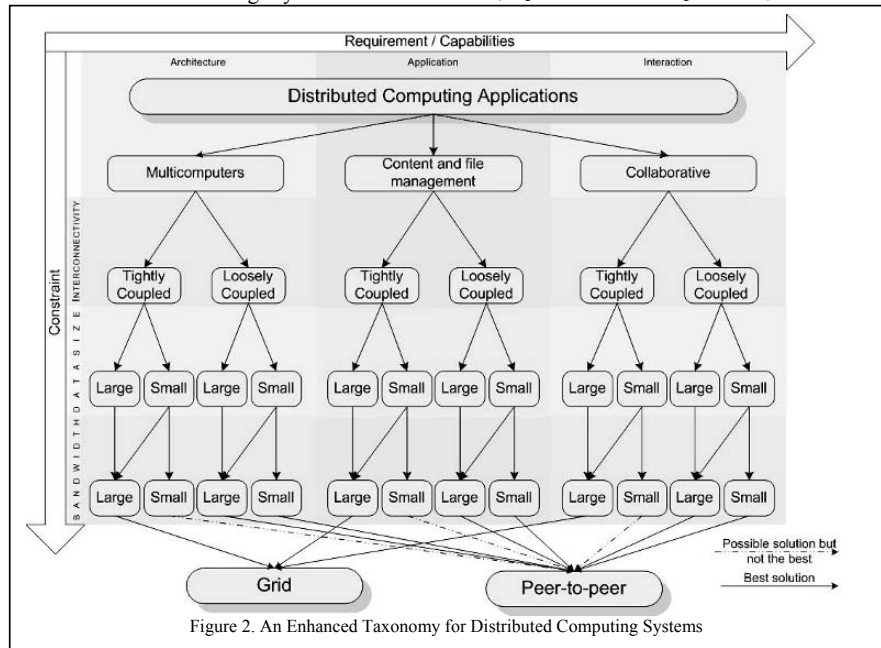 Requirement / Capabilities
Architecture Application Interaction
Distributed Computing Applications
Multicomputers Content and file management Collaborative
Constraint
INTERCONNECTIVITY
Tightly Coupled Loosely Coupled Tightly Coupled Loosely Coupled Tightly Coupled Loosely Coupled
DATA SIZE
Large Small Large Small Large Small Large Small Large Small Large Small
BANDWIDTH
Large Small Large Small Large Small Large Small Large Small Large Small
Possible solution but
not the best
Best solution
Grid Peer-to-peer
Figure 2. An Enhanced Taxonomy for Distributed Computing Systems